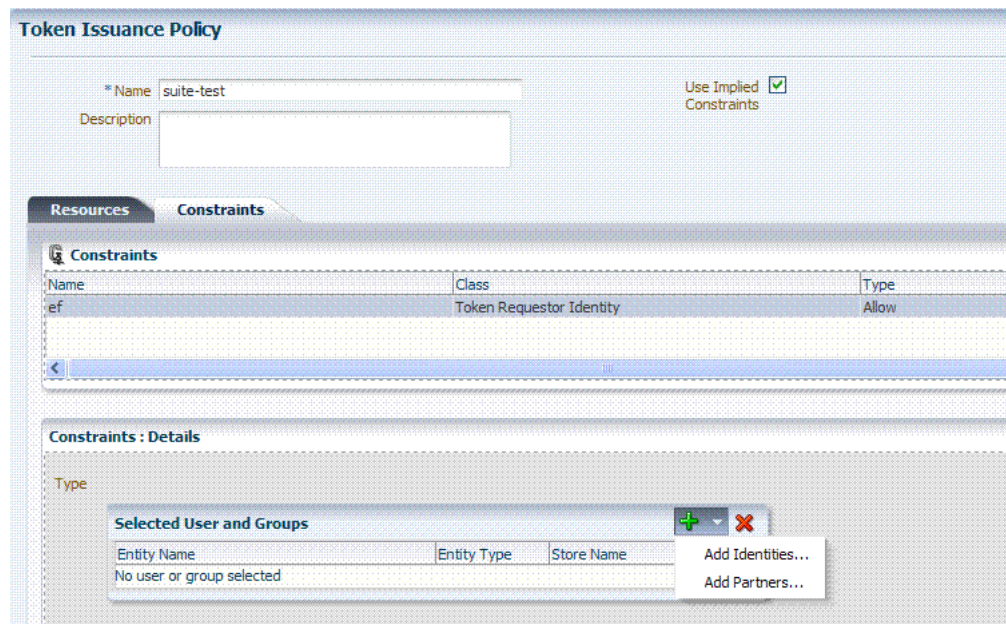 Token Issuance Policy
* Name suite-test
Use Implied Constraints
Description
Resources Constraints
Constraints
Name Class Type
ef Token Requestor Identity Allow
Constraints : Details
Type
Selected User and Groups
Entity Name Entity Type Store Name
Add Identities...
No user or group selected
Add Partners...